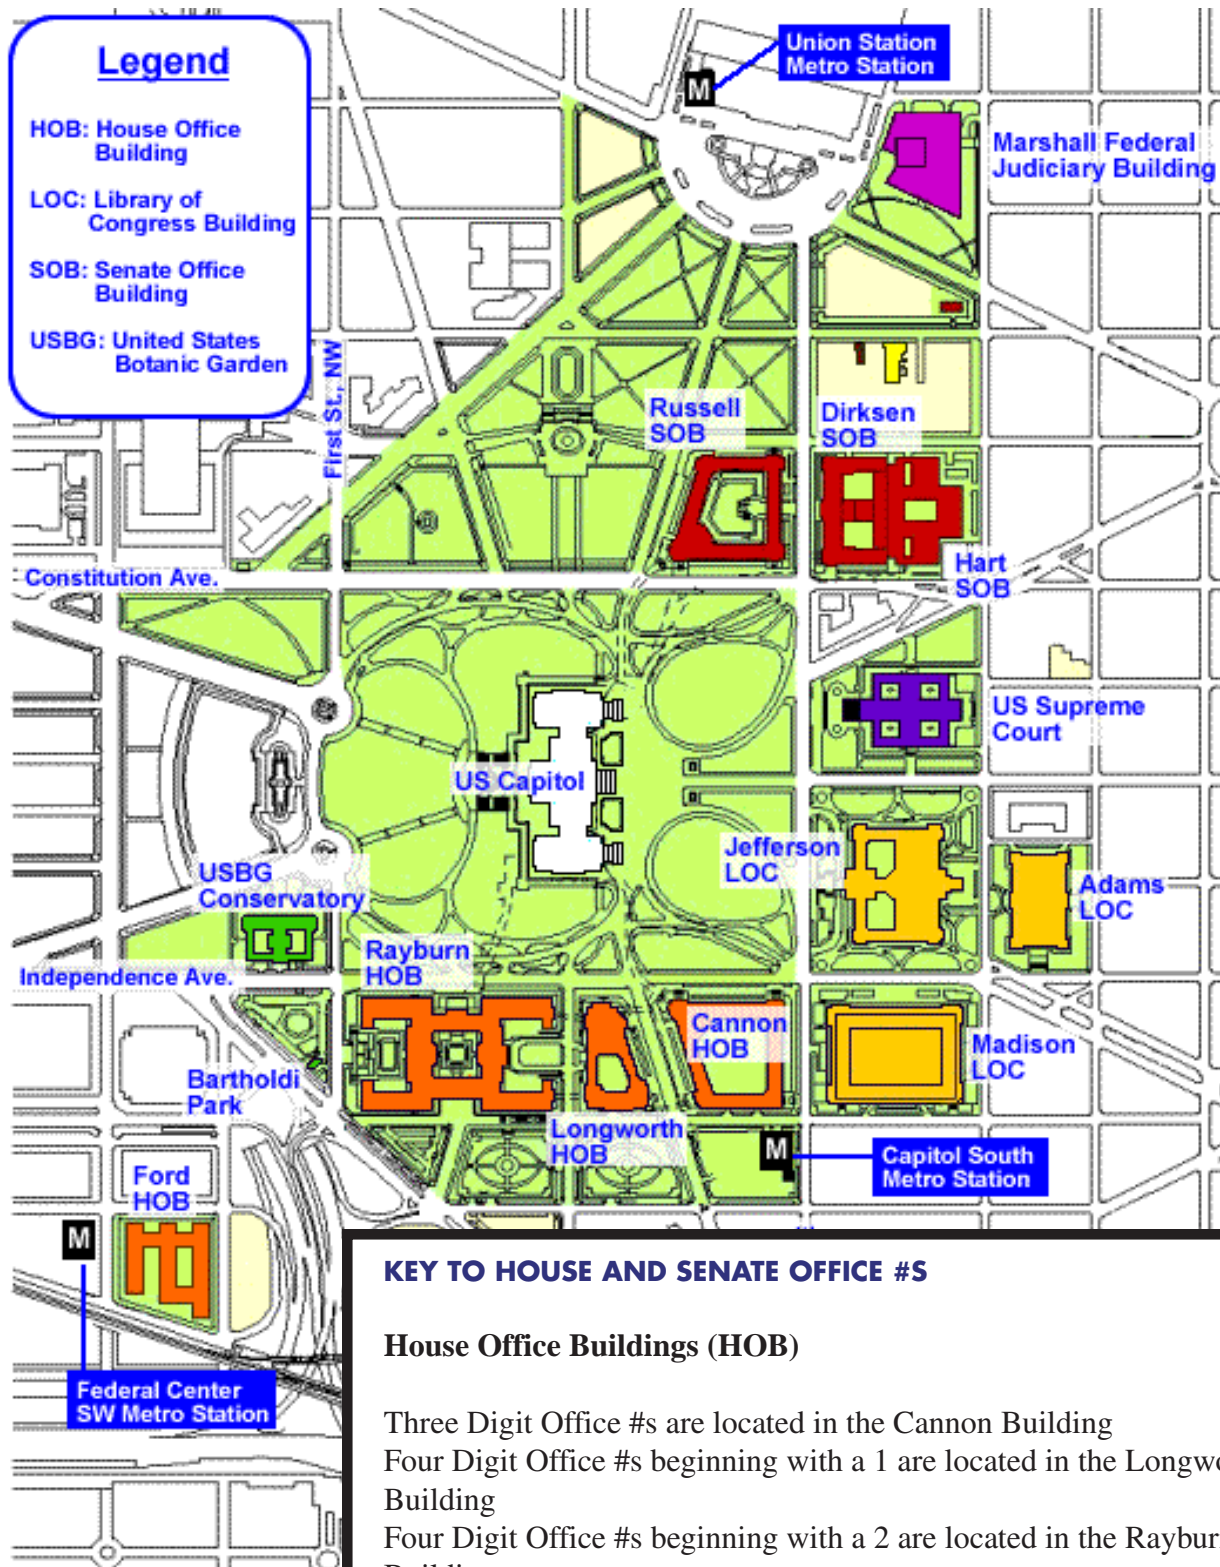 Legend
HOB: House Office
Building
LOC: Library of
Congress Building
SOB: Senate Office
Building
USBG: United States
Botanic Garden
Union Station
Metro Station
M
Marshall Federal
Judiciary Building
First St., NW
Russell
SOB
Dirksen
SOB
Constitution Ave.
Hart
SOB
US Supreme
Court
US Capitol
Jefferson
LOC
USBG
Conservatory
Adams
LOC
Rayburn
HOB
Independence Ave.
Cannon
HOB
Madison
LOC
Bartholdi
Park
Longworth
HOB
M
Capitol South
Metro Station
Ford
HOB
M
Federal Center
SW Metro Station
KEY TO HOUSE AND SENATE OFFICE #S
House Office Buildings (HOB)
Three Digit Office #s are located in the Cannon Building
Four Digit Office #s beginning with a 1 are located in the Longwo
Building
Four Digit Office #s beginning with a 2 are located in the Raybur